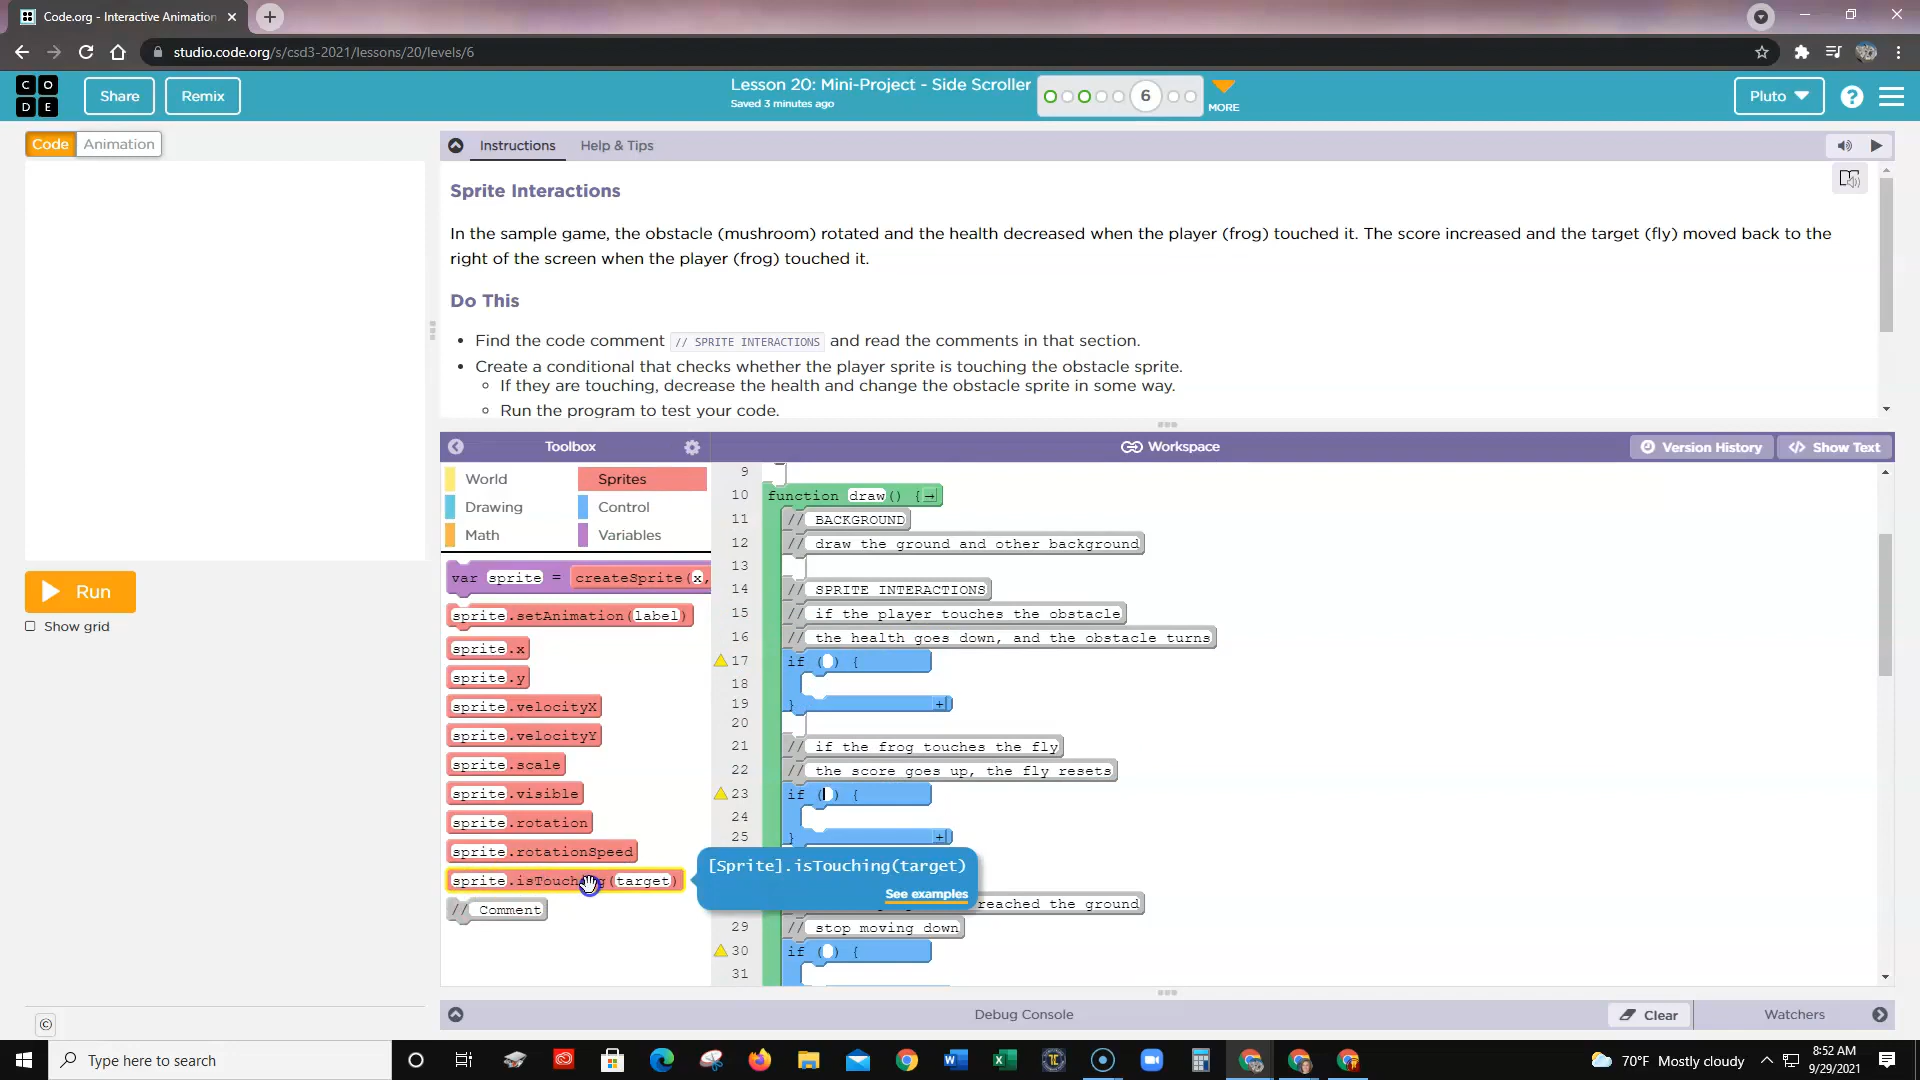 Code.org - Interactive Animation
studio.code.org/s/csd3-2021/lessons/20/levels/6
C O
D E
Share
Remix
Lesson 20: Mini-Project - Side Scroller
Saved 3 minutes ago
6
MORE
Pluto
?
Code
Animation
Instructions
Help & Tips
Sprite Interactions
In the sample game, the obstacle (mushroom) rotated and the health decreased when the player (frog) touched it. The score increased and the target (fly) moved back to the
right of the screen when the player (frog) touched it.
Do This
Find the code comment // SPRITE INTERACTIONS and read the comments in that section.
Create a conditional that checks whether the player sprite is touching the obstacle sprite.
If they are touching, decrease the health and change the obstacle sprite in some way.
Run the program to test your code.
Run
Show grid
Toolbox
Workspace
Version History
Show Text
World
Sprites
Drawing
Control
Math
Variables
var sprite = createSprite(x,
sprite.setAnimation(label)
sprite.x
sprite.y
sprite.velocityX
sprite.velocityY
sprite.scale
sprite.visible
sprite.rotation
sprite.rotationSpeed
sprite.isTouching(target)
// Comment
[Sprite].isTouching(target)
See examples
9
10 function draw() {→
11 // BACKGROUND
12 // draw the ground and other background
13
14 // SPRITE INTERACTIONS
15 // if the player touches the obstacle
16 // the health goes down, and the obstacle turns
17 if () {
18
19 } +
20
21 // if the frog touches the fly
22 // the score goes up, the fly resets
23 if () {
24
25 } +
reached the ground
29 // stop moving down
30 if () {
31
Debug Console
Clear
Watchers
©
Type here to search
70°F Mostly cloudy
8:52 AM
9/29/2021